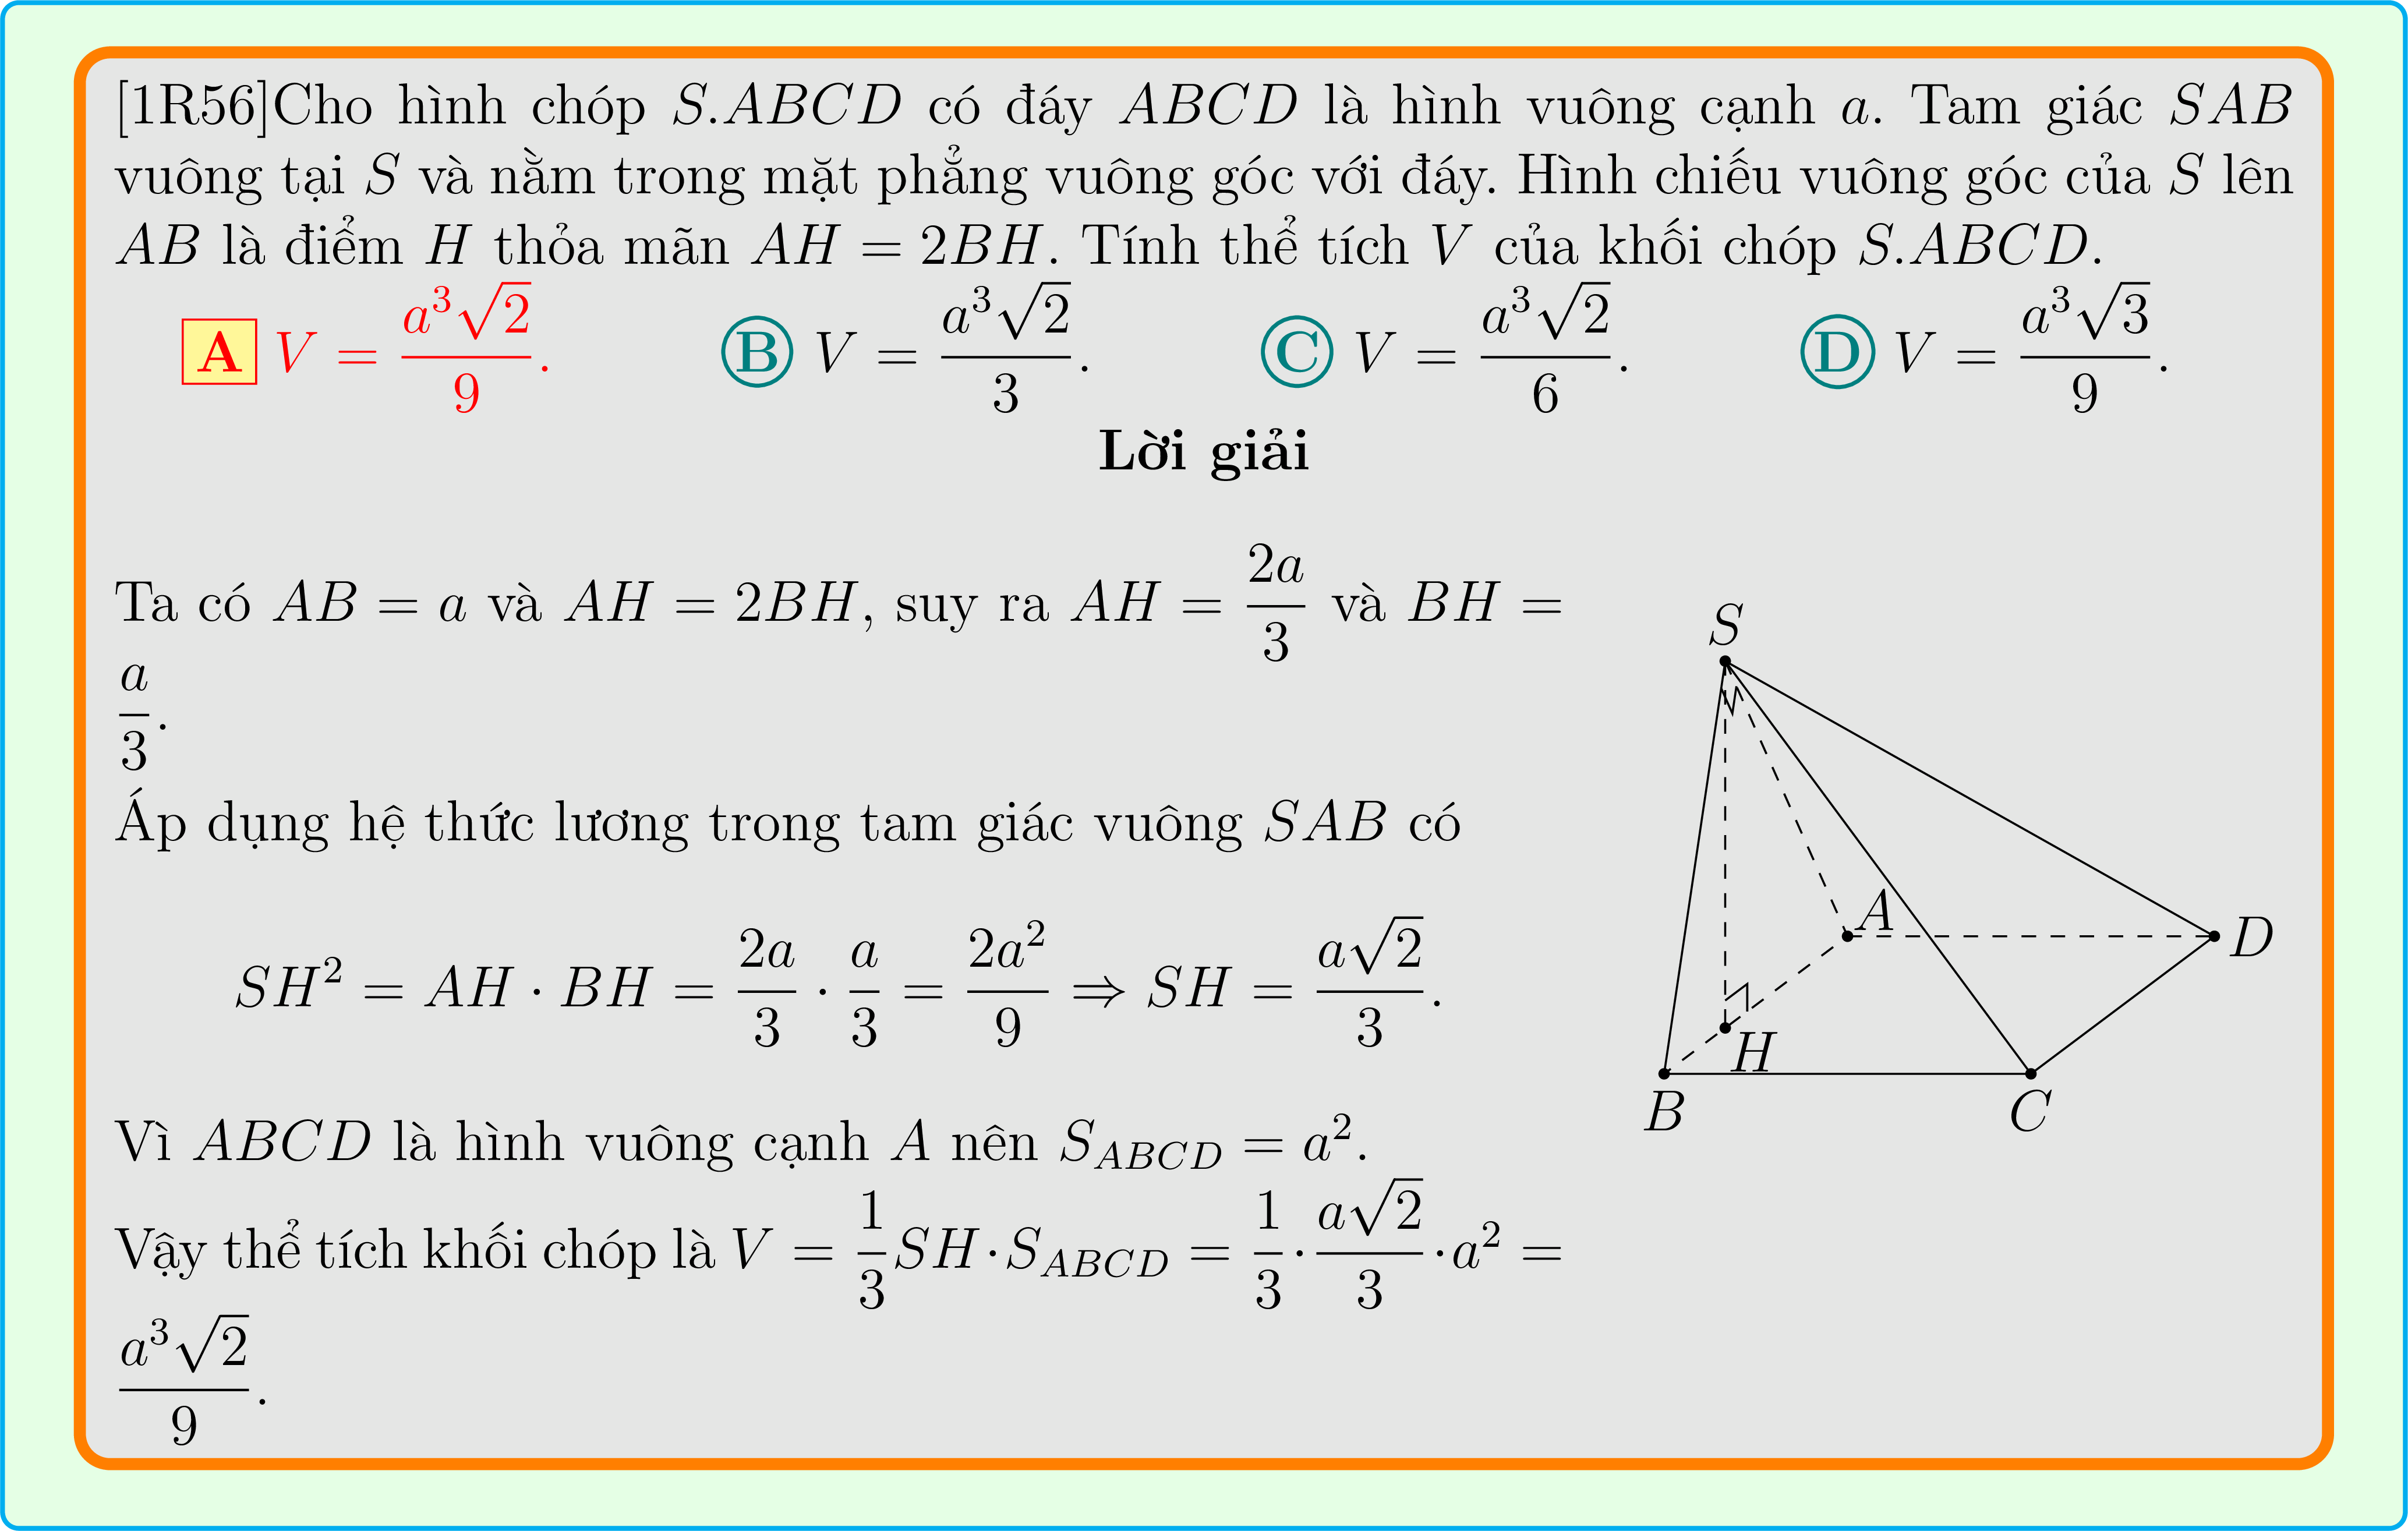 [1R56]Cho hình chóp S.ABCD có đáy ABCD là hình vuông cạnh a. Tam giác SAB
vuông tại S và nằm trong mặt phẳng vuông góc với đáy. Hình chiếu vuông góc của S lên
AB là điểm H thỏa mãn AH = 2BH. Tính thể tích V của khối chóp S.ABCD.
A V = \frac{a^3\sqrt{2}}{9}. B V = \frac{a^3\sqrt{2}}{3}. C V = \frac{a^3\sqrt{2}}{6}. D V = \frac{a^3\sqrt{3}}{9}.
Lời giải
Ta có AB = a và AH = 2BH, suy ra AH = \frac{2a}{3} và BH =
\frac{a}{3}.
Áp dụng hệ thức lương trong tam giác vuông SAB có
SH^2 = AH · BH = \frac{2a}{3} · \frac{a}{3} = \frac{2a^2}{9} ⇒ SH = \frac{a\sqrt{2}}{3}.
Vì ABCD là hình vuông cạnh A nên S_{ABCD} = a^2.
Vậy thể tích khối chóp là V = \frac{1}{3}SH · S_{ABCD} = \frac{1}{3} · \frac{a\sqrt{2}}{3} · a^2 =
\frac{a^3\sqrt{2}}{9}.
S
A
D
H
B
C